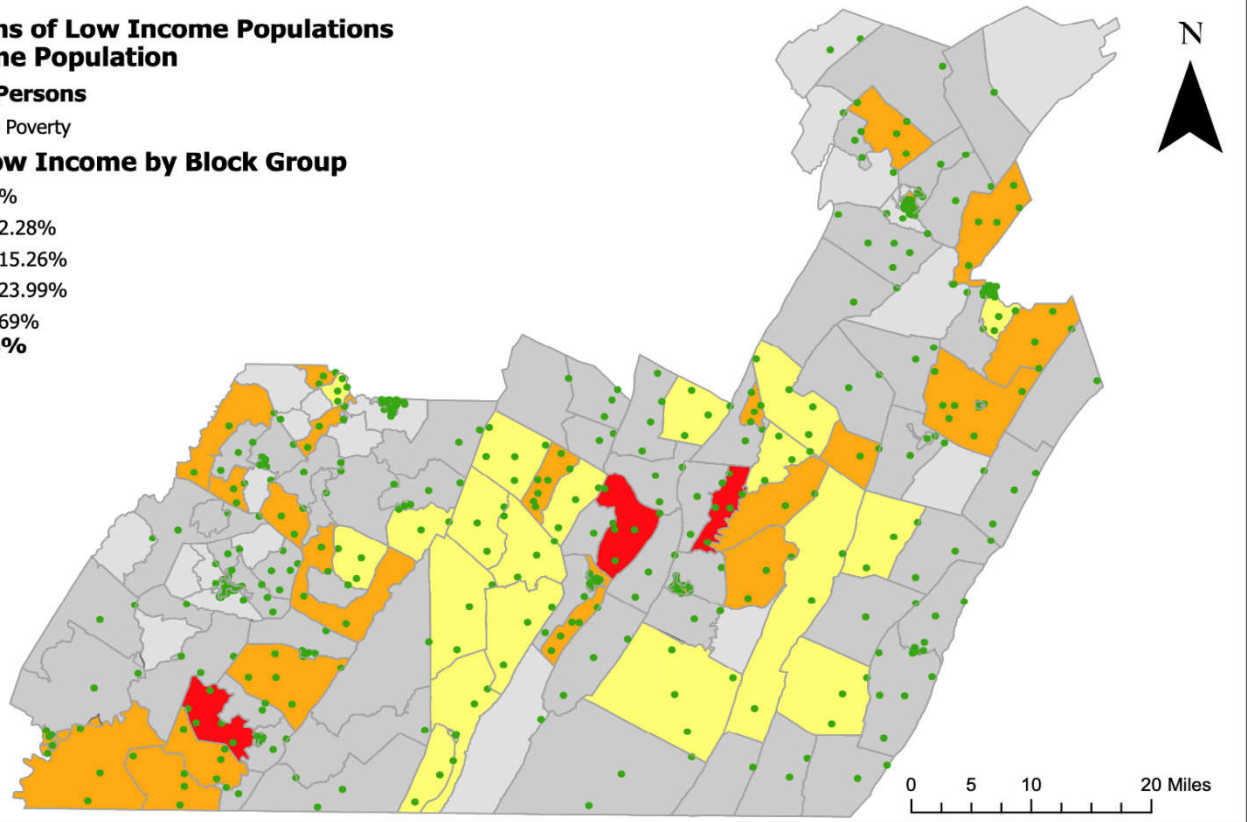 ns of Low Income Populations
ne Population
Persons
Poverty
ow Income by Block Group
%
2.28%
15.26%
23.99%
69%
%
N
0 5 10 20 Miles